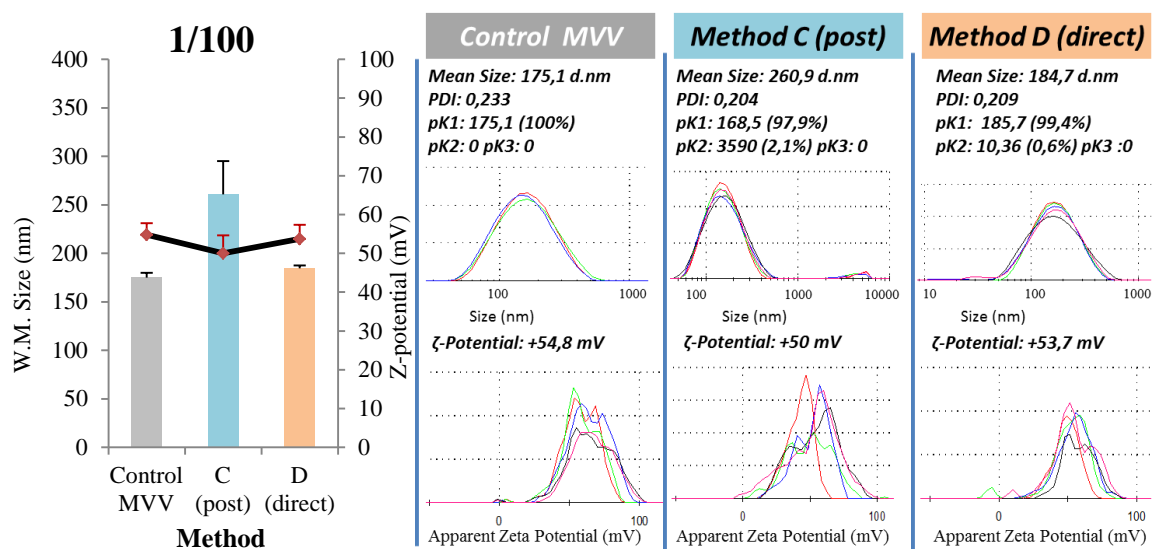 1/100
W.M. Size (nm)
400
350
300
250
200
150
100
50
0
100
90
80
70
60
50
40
30
20
10
0
Z-potential
(mV)
Control
MVV
C
(post)
D
(direct)
Method
Control MVV
Mean Size: 175,1 d.nm
PDI: 0,233
pK1: 175,1 (100%)
pK2: 0 pK3: 0
100
1000
Size (nm)
ζ-Potential: +54,8 mV
0
100
Apparent Zeta Potential (mV)
Method C (post)
Mean Size: 260,9 d.nm
PDI: 0,204
pK1: 168,5 (97,9%)
pK2: 3590 (2,1%) pK3: 0
100
1000
10000
Size (nm)
ζ-Potential: +50 mV
0
100
Apparent Zeta Potential (mV)
Method D (direct)
Mean Size: 184,7 d.nm
PDI: 0,209
pK1: 185,7 (99,4%)
pK2: 10,36 (0,6%) pK3 :0
10
100
1000
Size (nm)
ζ-Potential: +53,7 mV
0
100
Apparent Zeta Potential (mV)